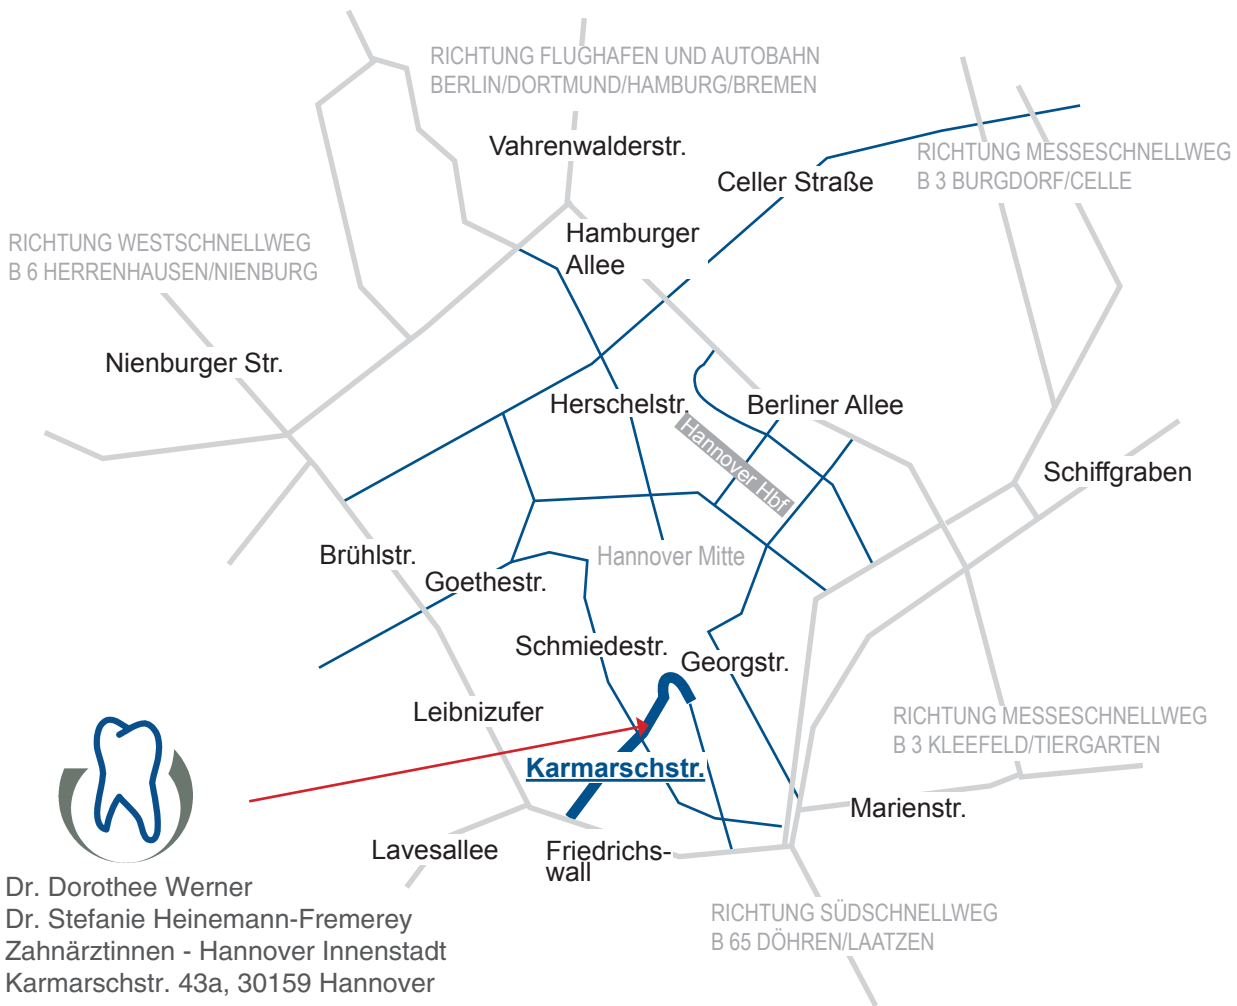 RICHTUNG FLUGHAFEN UND AUTOBAHN
BERLIN/DORTMUND/HAMBURG/BREMEN
Vahrenwalderstr.
Celler Straße
RICHTUNG MESSESCHNELLWEG
B 3 BURGDORF/CELLE
RICHTUNG WESTSCHNELLWEG
B 6 HERRENHAUSEN/NIENBURG
Hamburger
Allee
Nienburger Str.
Herschelstr.
Berliner Allee
Hannover Hbf
Schiffgraben
Brühlstr.
Goethestr.
Hannover Mitte
Schmiedestr.
Georgstr.
Leibnizufer
RICHTUNG MESSESCHNELLWEG
B 3 KLEEFELD/TIERGARTEN
Karmarschstr.
Marienstr.
Lavesallee
Friedrichs-
wall
RICHTUNG SÜDSCHNELLWEG
B 65 DÖHREN/LAATZEN
Dr. Dorothee Werner
Dr. Stefanie Heinemann-Fremerey
Zahnärztinnen - Hannover Innenstadt
Karmarschstr. 43a, 30159 Hannover